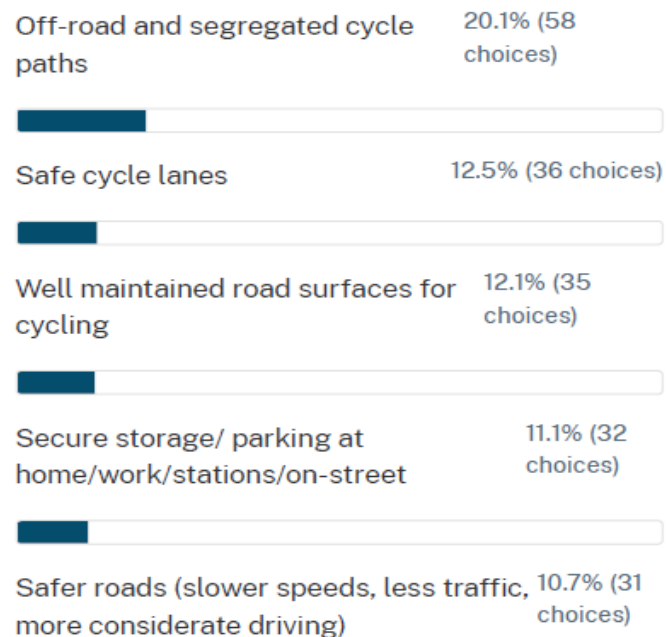 Off-road and segregated cycle paths
20.1% (58 choices)
Safe cycle lanes
12.5% (36 choices)
Well maintained road surfaces for cycling
12.1% (35 choices)
Secure storage/ parking at home/work/stations/on-street
11.1% (32 choices)
Safer roads (slower speeds, less traffic, more considerate driving)
10.7% (31 choices)